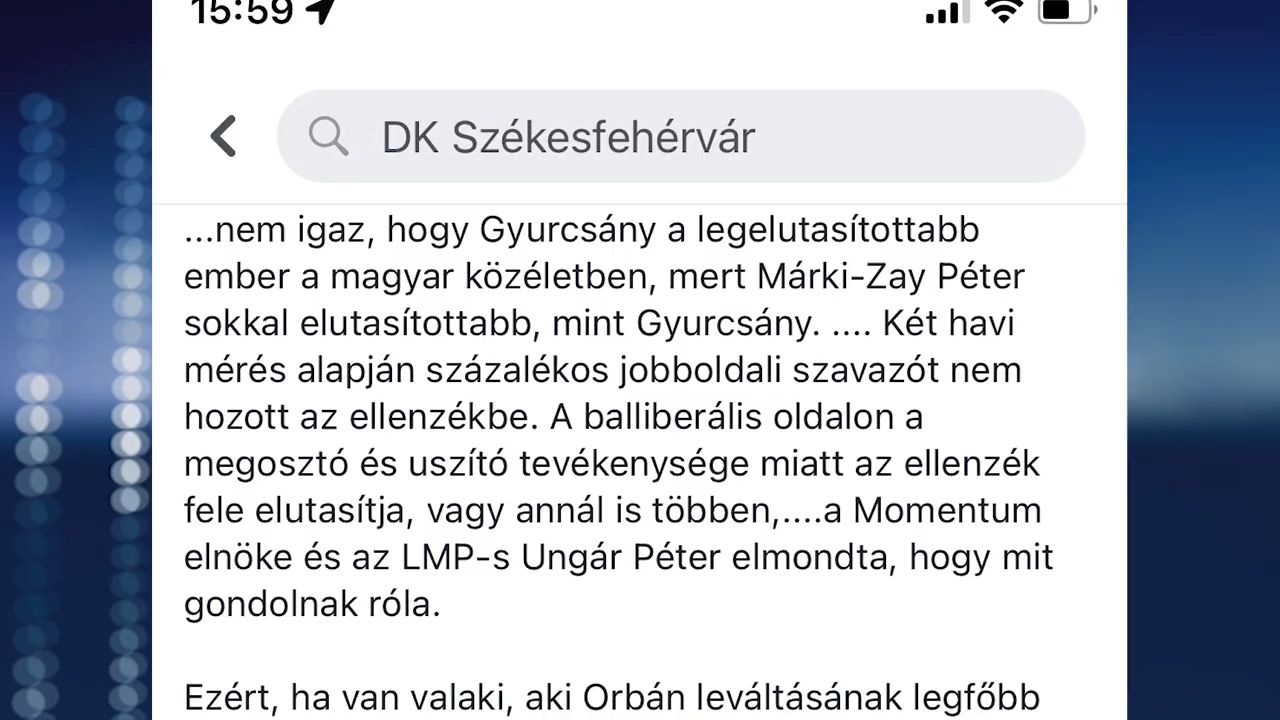 15:59
DK Székesfehérvár
...nem igaz, hogy Gyurcsány a legelutasítottabb
ember a magyar közéletben, mert Márki-Zay Péter
sokkal elutasítottabb, mint Gyurcsány. .... Két havi
mérés alapján százalékos jobboldali szavazót nem
hozott az ellenzékbe. A balliberális oldalon a
megosztó és uszító tevékenysége miatt az ellenzék
fele elutasítja, vagy annál is többen,....a Momentum
elnöke és az LMP-s Ungár Péter elmondta, hogy mit
gondolnak róla.
Ezért, ha van valaki, aki Orbán leváltásának legfőbb